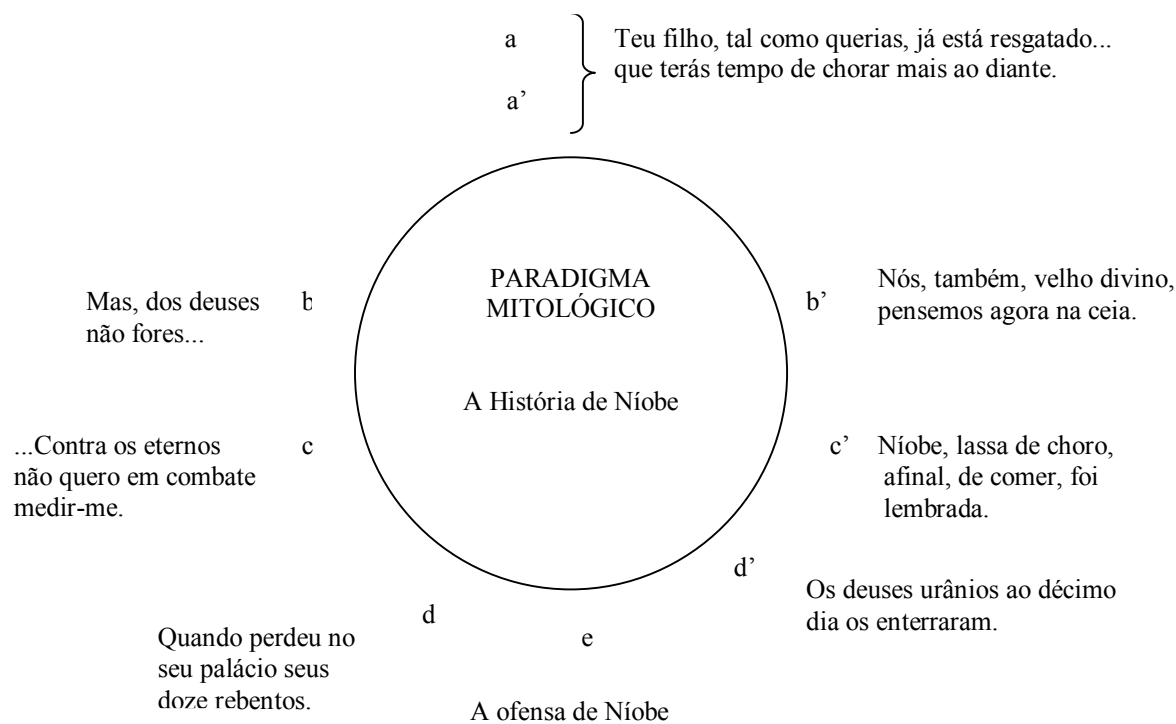 a
Teu filho, tal como querias, já está resgatado...
que terás tempo de chorar mais ao diante.
a’
PARADIGMA
MITOLÓGICO
A História de Níobe
Mas, dos deuses
não fores...
b
b’
Nós, também, velho divino,
pensemos agora na ceia.
...Contra os eternos
não quero em combate
medir-me.
c
c’
Níobe, lassa de choro,
afinal, de comer, foi
lembrada.
d’
Os deuses urânios ao décimo
dia os enterraram.
d
Quando perdeu no
seu palácio seus
doze rebentos.
e
A ofensa de Níobe